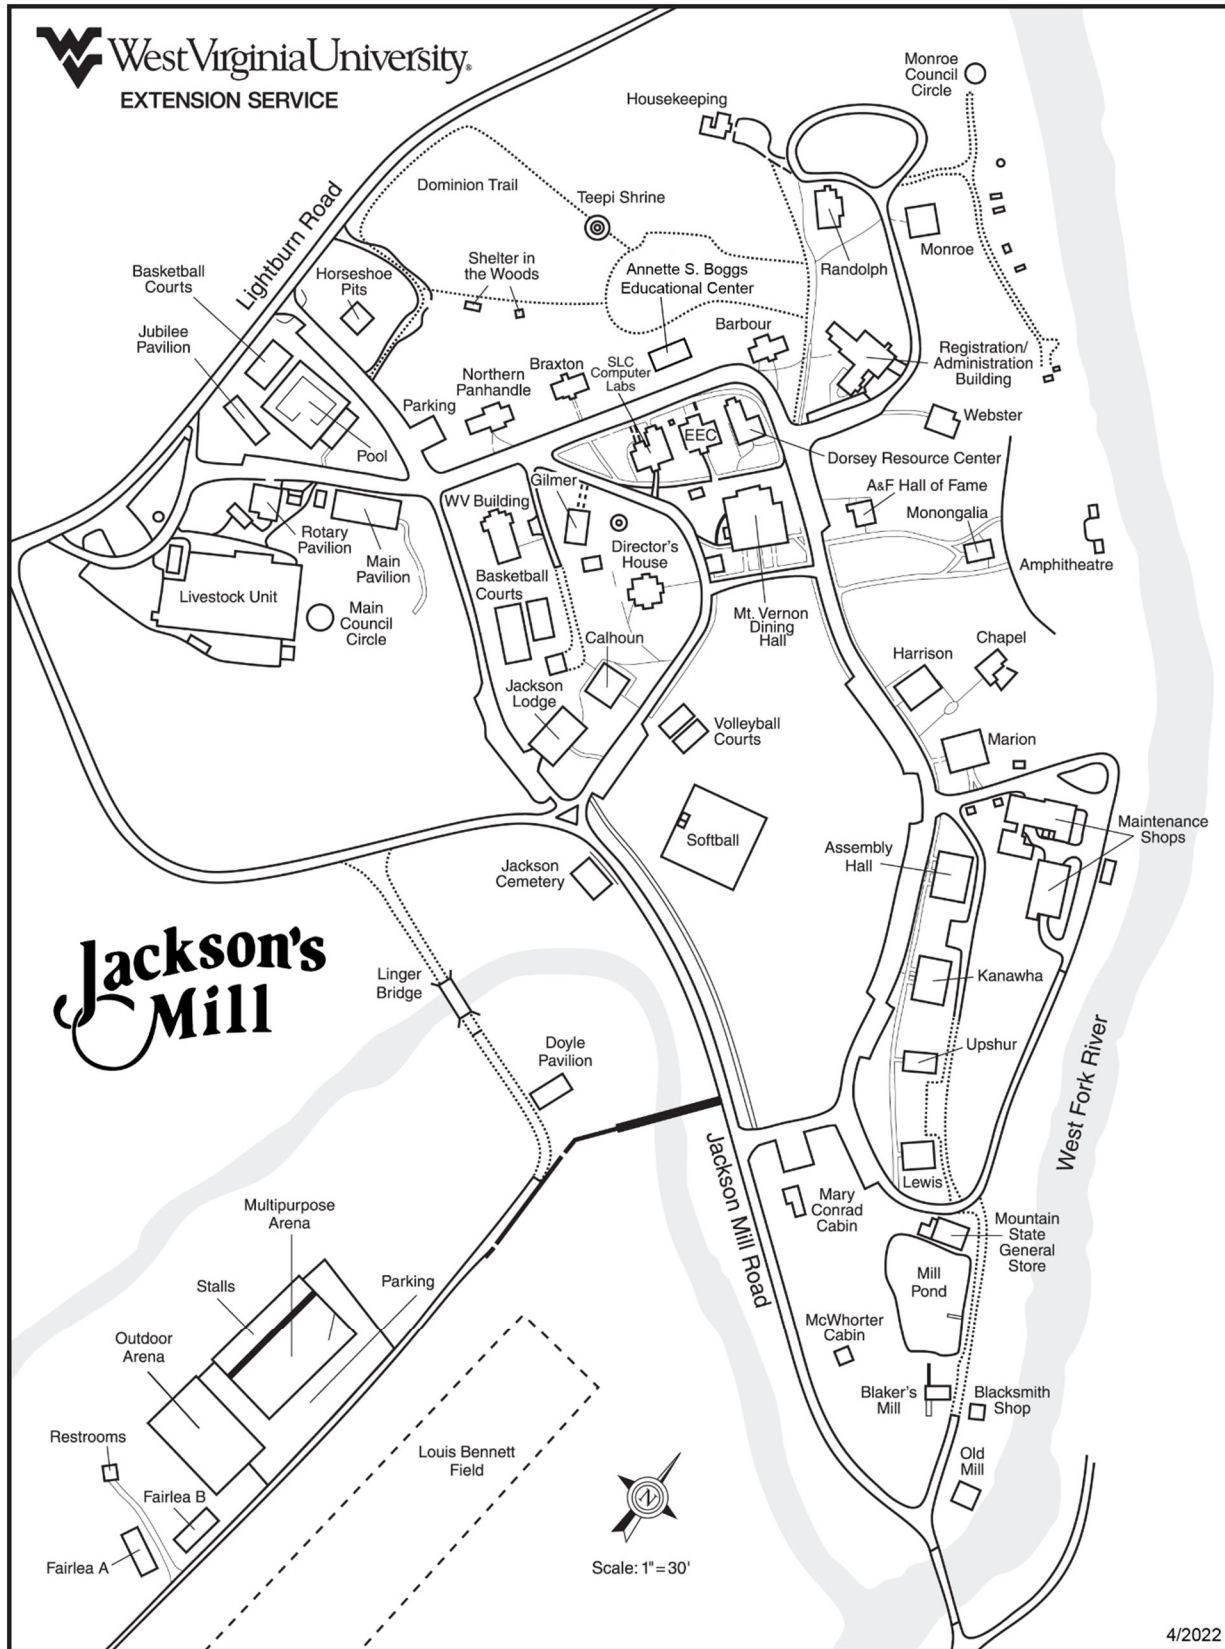 West Virginia University®
EXTENSION SERVICE
Monroe
Council
Circle
Housekeeping
Dominion Trail
Teepi Shrine
Lightburn Road
Shelter in
the Woods
Basketball
Courts
Horseshoe
Pits
Annette S. Boggs
Educational Center
Randolph
Monroe
Jubilee
Pavilion
Barbour
Registration/
Administration
Building
Braxton
SLC
Computer
Labs
Northern
Panhandle
Parking
Webster
EEC
Pool
Dorsey Resource Center
Gilmer
A&F Hall of Fame
WV Building
Monongalia
Rotary
Pavilion
Main
Pavilion
Director's
House
Amphitheatre
Basketball
Courts
Livestock Unit
Main
Council
Circle
Mt. Vernon
Dining
Hall
Calhoun
Chapel
Harrison
Jackson
Lodge
Volleyball
Courts
Marion
Maintenance
Shops
Softball
Assembly
Hall
Jackson
Cemetery
Jackson's
Mill
Linger
Bridge
Kanawha
Doyle
Pavilion
Upshur
West Fork River
Jackson Mill Road
Lewis
Mary
Conrad
Cabin
Multipurpose
Arena
Mountain
State
General
Store
Stalls
Parking
Mill
Pond
Outdoor
Arena
McWhorter
Cabin
Blaker's
Mill
Blacksmith
Shop
Restrooms
Louis Bennett
Field
Old
Mill
Fairlea B
N
Fairlea A
Scale: 1"=30'
4/2022